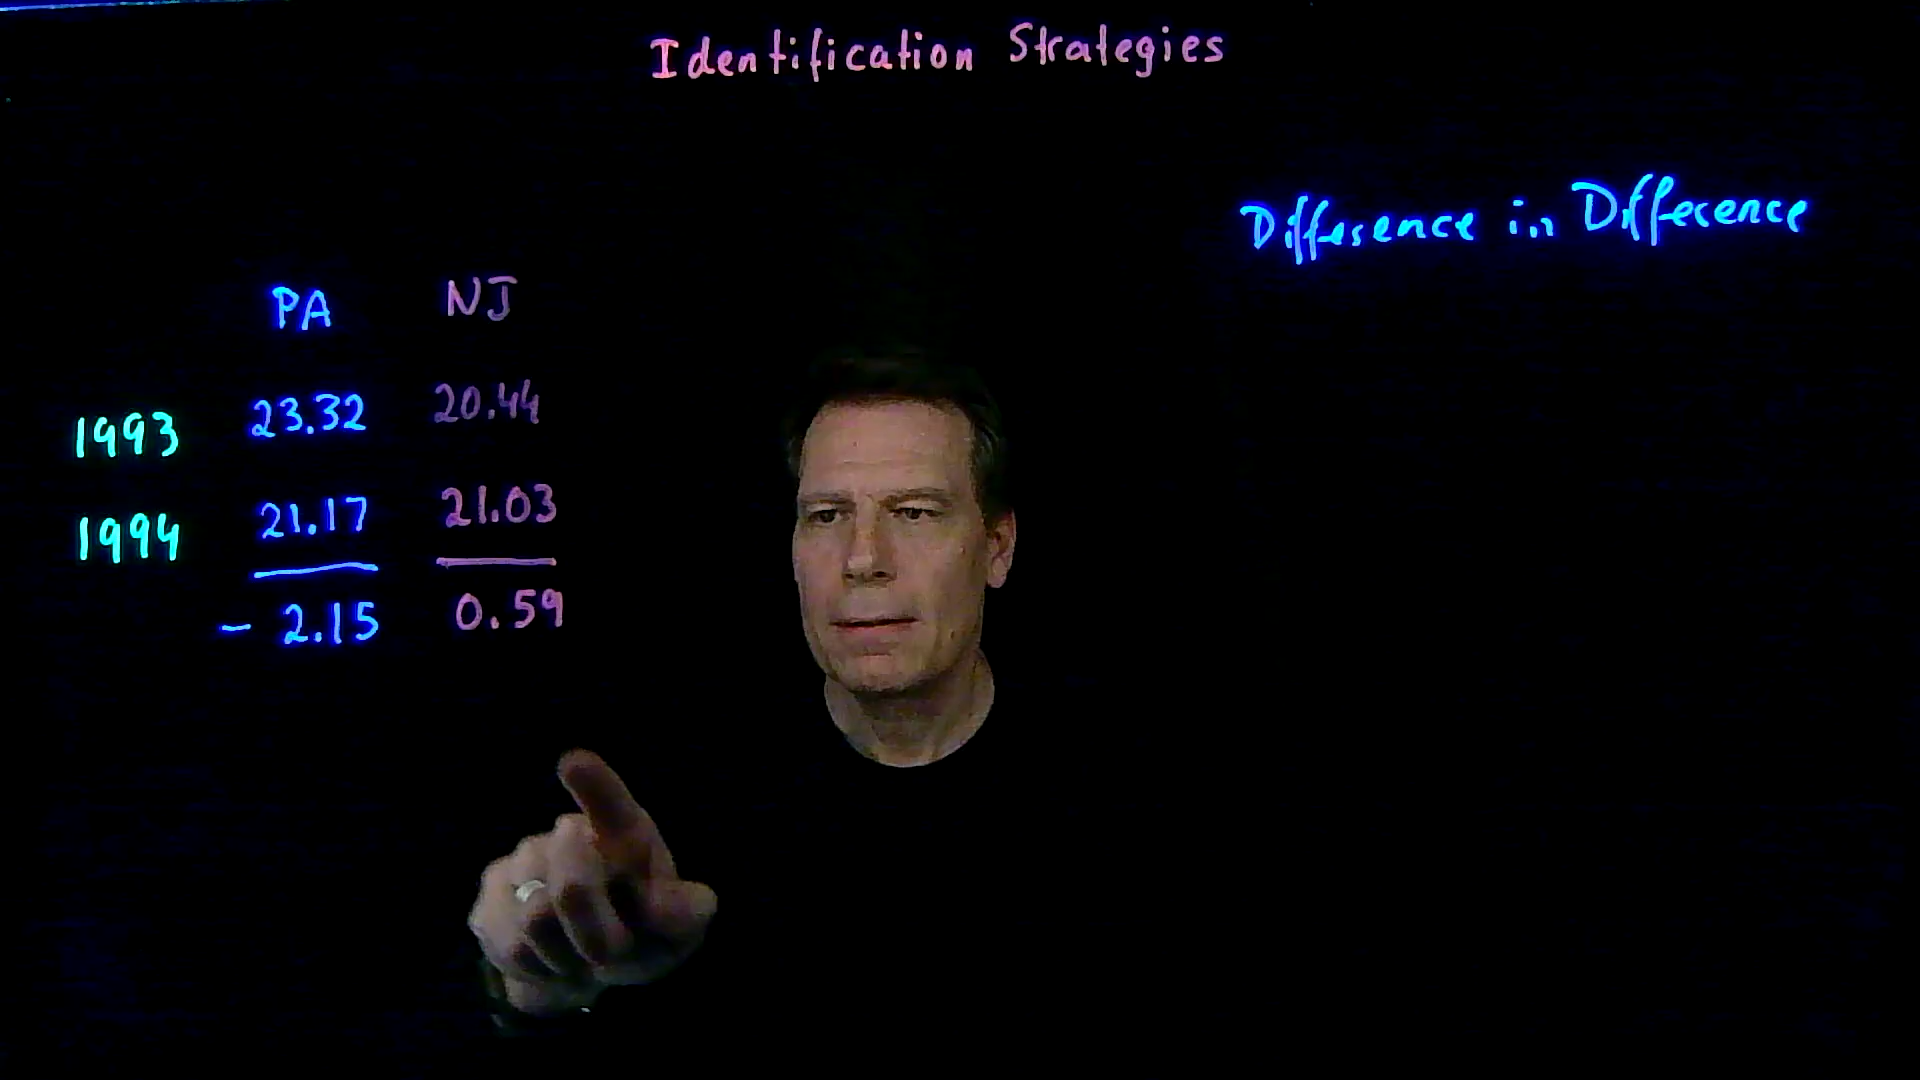 Identification Strategies
Difference in Difference
PA NJ
1993 23.32 20.44
1994 21.17 21.03
- 2.15 0.59